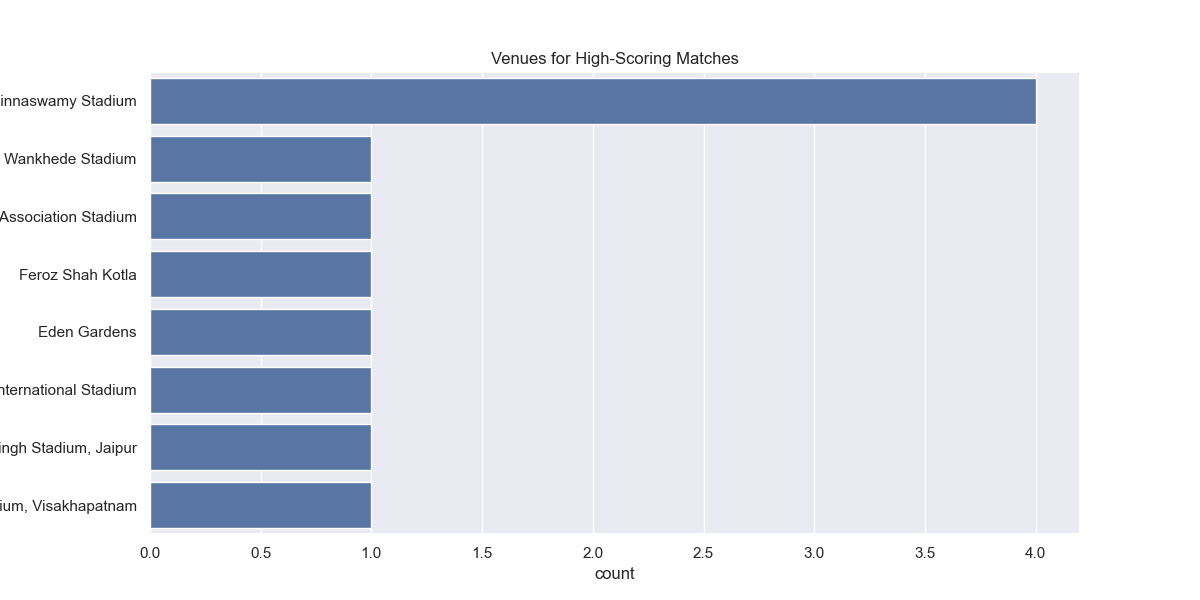 Venues for High-Scoring Matches
innaswamy Stadium
Wankhede Stadium
Association Stadium
Feroz Shah Kotla
Eden Gardens
nternational Stadium
ingh Stadium, Jaipur
ium, Visakhapatnam
0.0 0.5 1.0 1.5 2.0 2.5 3.0 3.5 4.0
count